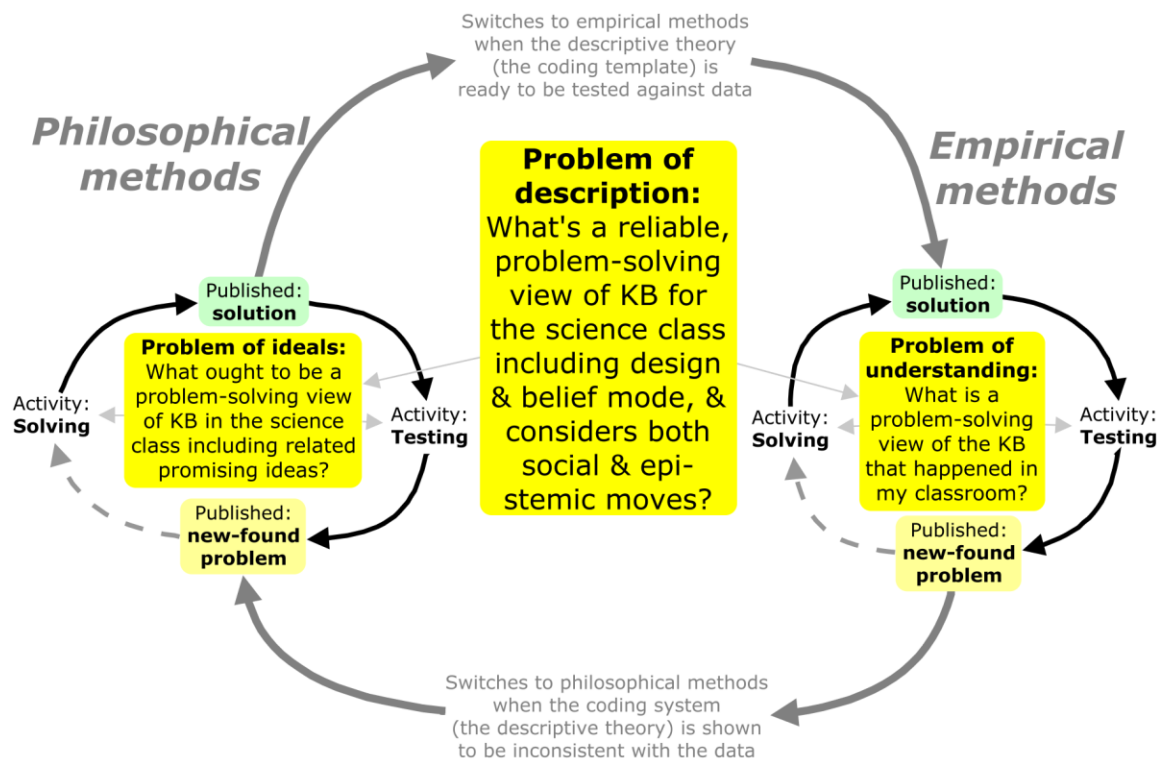 Switches to empirical methods
when the descriptive theory
(the coding template) is
ready to be tested against data
Philosophical
methods
Empirical
methods
Problem of
description:
What's a reliable,
problem-solving
view of KB for
the science class
including design
& belief mode, &
considers both
social & epi-
stemic moves?
Published:
solution
Problem of ideals:
What ought to be a
problem-solving view
of KB in the science
class including related
promising ideas?
Activity:
Solving
Activity:
Testing
Published:
new-found
problem
Published:
solution
Problem of
understanding:
What is a
problem-solving
view of the KB
that happened in
my classroom?
Activity:
Solving
Activity:
Testing
Published:
new-found
problem
Switches to philosophical methods
when the coding system
(the descriptive theory) is shown
to be inconsistent with the data